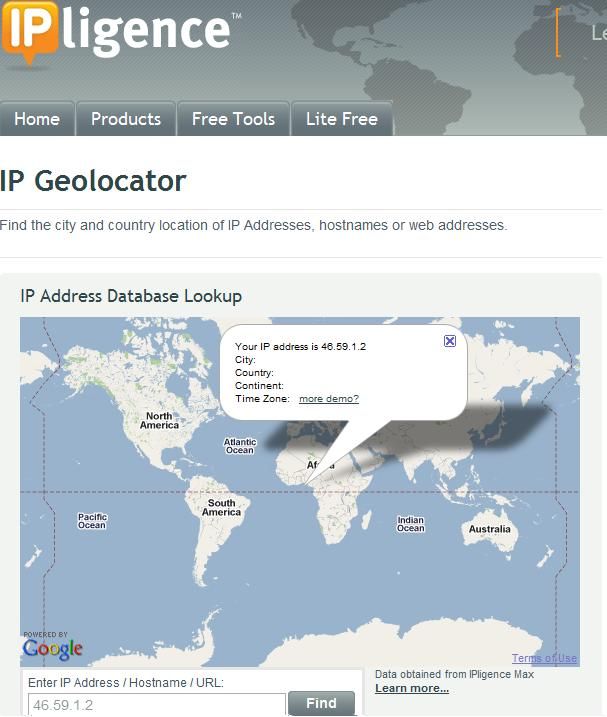 IPligence™
Le
Home Products Free Tools Lite Free
IP Geolocator
Find the city and country location of IP Addresses, hostnames or web addresses.
IP Address Database Lookup
Your IP address is 46.59.1.2
City:
Country:
Continent:
Time Zone: more demo?
North
America
Atlantic
Ocean
Af
South
America
Pacific
Ocean
Indian
Ocean
Australia
POWERED BY
Google
Terms of Use
Enter IP Address / Hostname / URL:
46.59.1.2
Find
Data obtained from IPligence Max
Learn more...